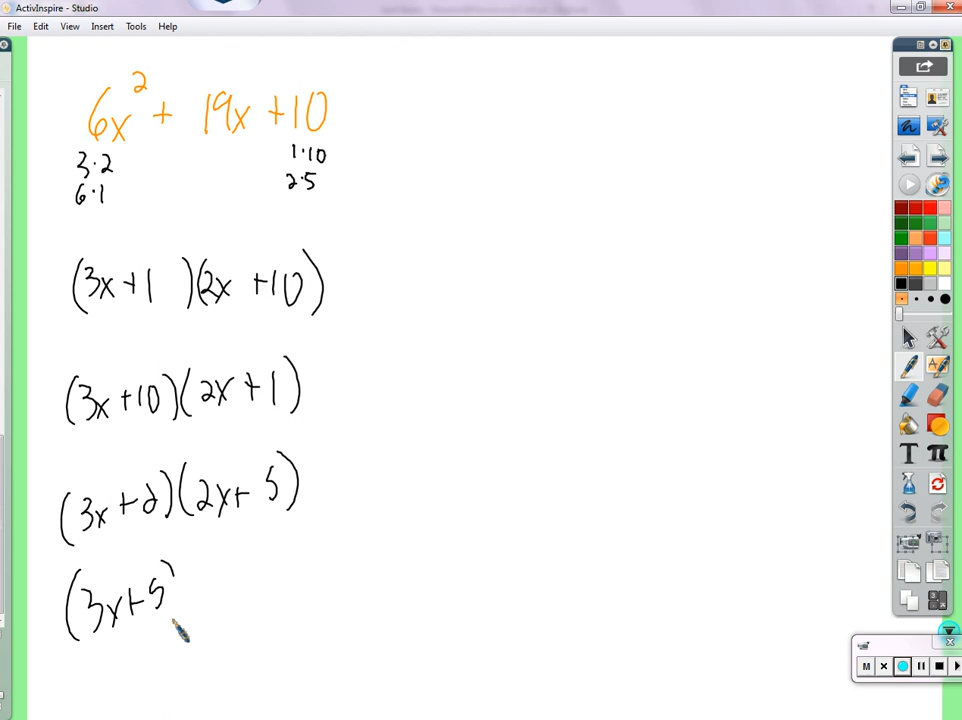 ActivInspire - Studio
File Edit View Insert Tools Help
6x² + 19x + 10
3·2
6·1
1·10
2·5
(3x + 1 )(2x + 10)
(3x + 10)(2x + 1)
(3x + 2)(2x + 5)
(3x + 5)
T π
M